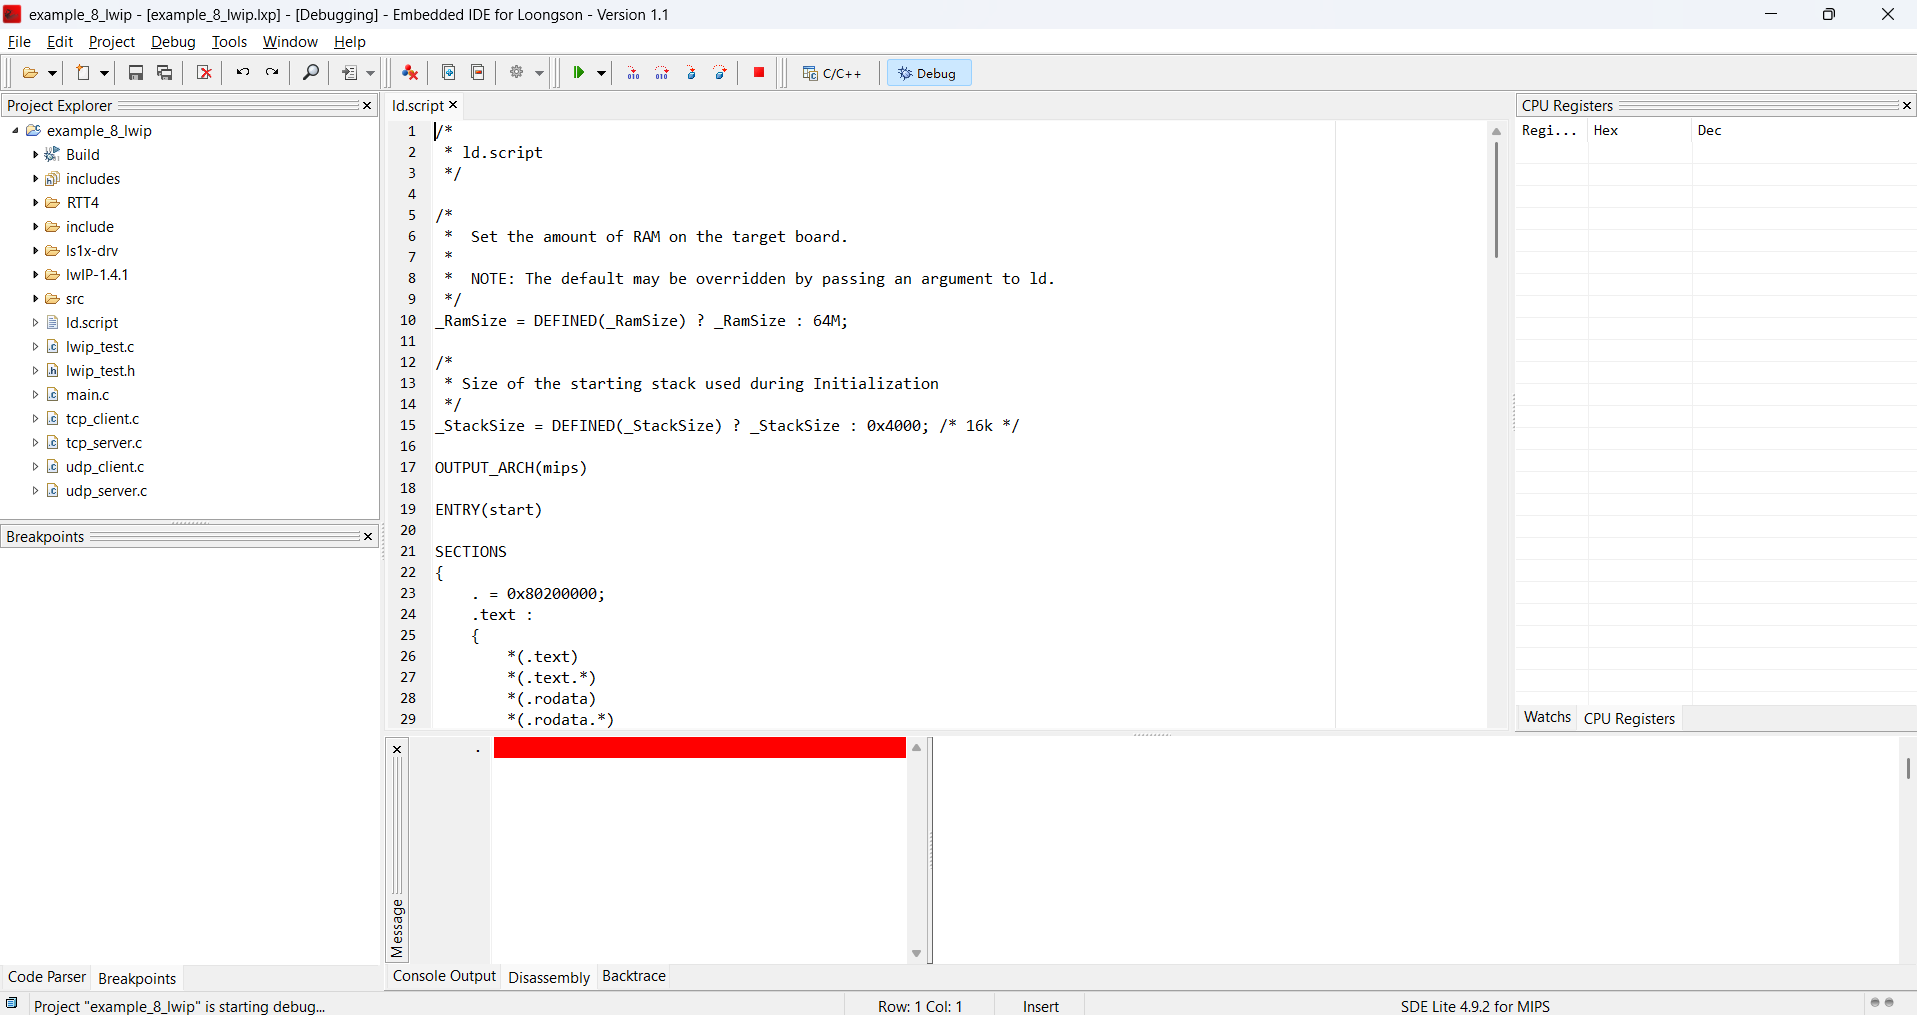 example_8_lwip - [example_8_lwip.lxp] - [Debugging] - Embedded IDE for Loongson - Version 1.1
File Edit Project Debug Tools Window Help
C/C++ Debug
Project Explorer
example_8_lwip
Build
includes
RTT4
include
ls1x-drv
lwIP-1.4.1
src
ld.script
lwip_test.c
lwip_test.h
main.c
tcp_client.c
tcp_server.c
udp_client.c
udp_server.c
Breakpoints
Code Parser Breakpoints
ld.script
1 /*
2  * ld.script
3  */
4
5 /*
6  *  Set the amount of RAM on the target board.
7  *
8  *  NOTE: The default may be overridden by passing an argument to ld.
9  */
10 _RamSize = DEFINED(_RamSize) ? _RamSize : 64M;
11
12 /*
13  * Size of the starting stack used during Initialization
14  */
15 _StackSize = DEFINED(_StackSize) ? _StackSize : 0x4000; /* 16k */
16
17 OUTPUT_ARCH(mips)
18
19 ENTRY(start)
20
21 SECTIONS
22 {
23     . = 0x80200000;
24     .text :
25     {
26         *(.text)
27         *(.text.*)
28         *(.rodata)
29         *(.rodata.*)
CPU Registers
Regi... Hex Dec
Watchs CPU Registers
Message
.
Console Output Disassembly Backtrace
Project "example_8_lwip" is starting debug... Row: 1 Col: 1 Insert SDE Lite 4.9.2 for MIPS